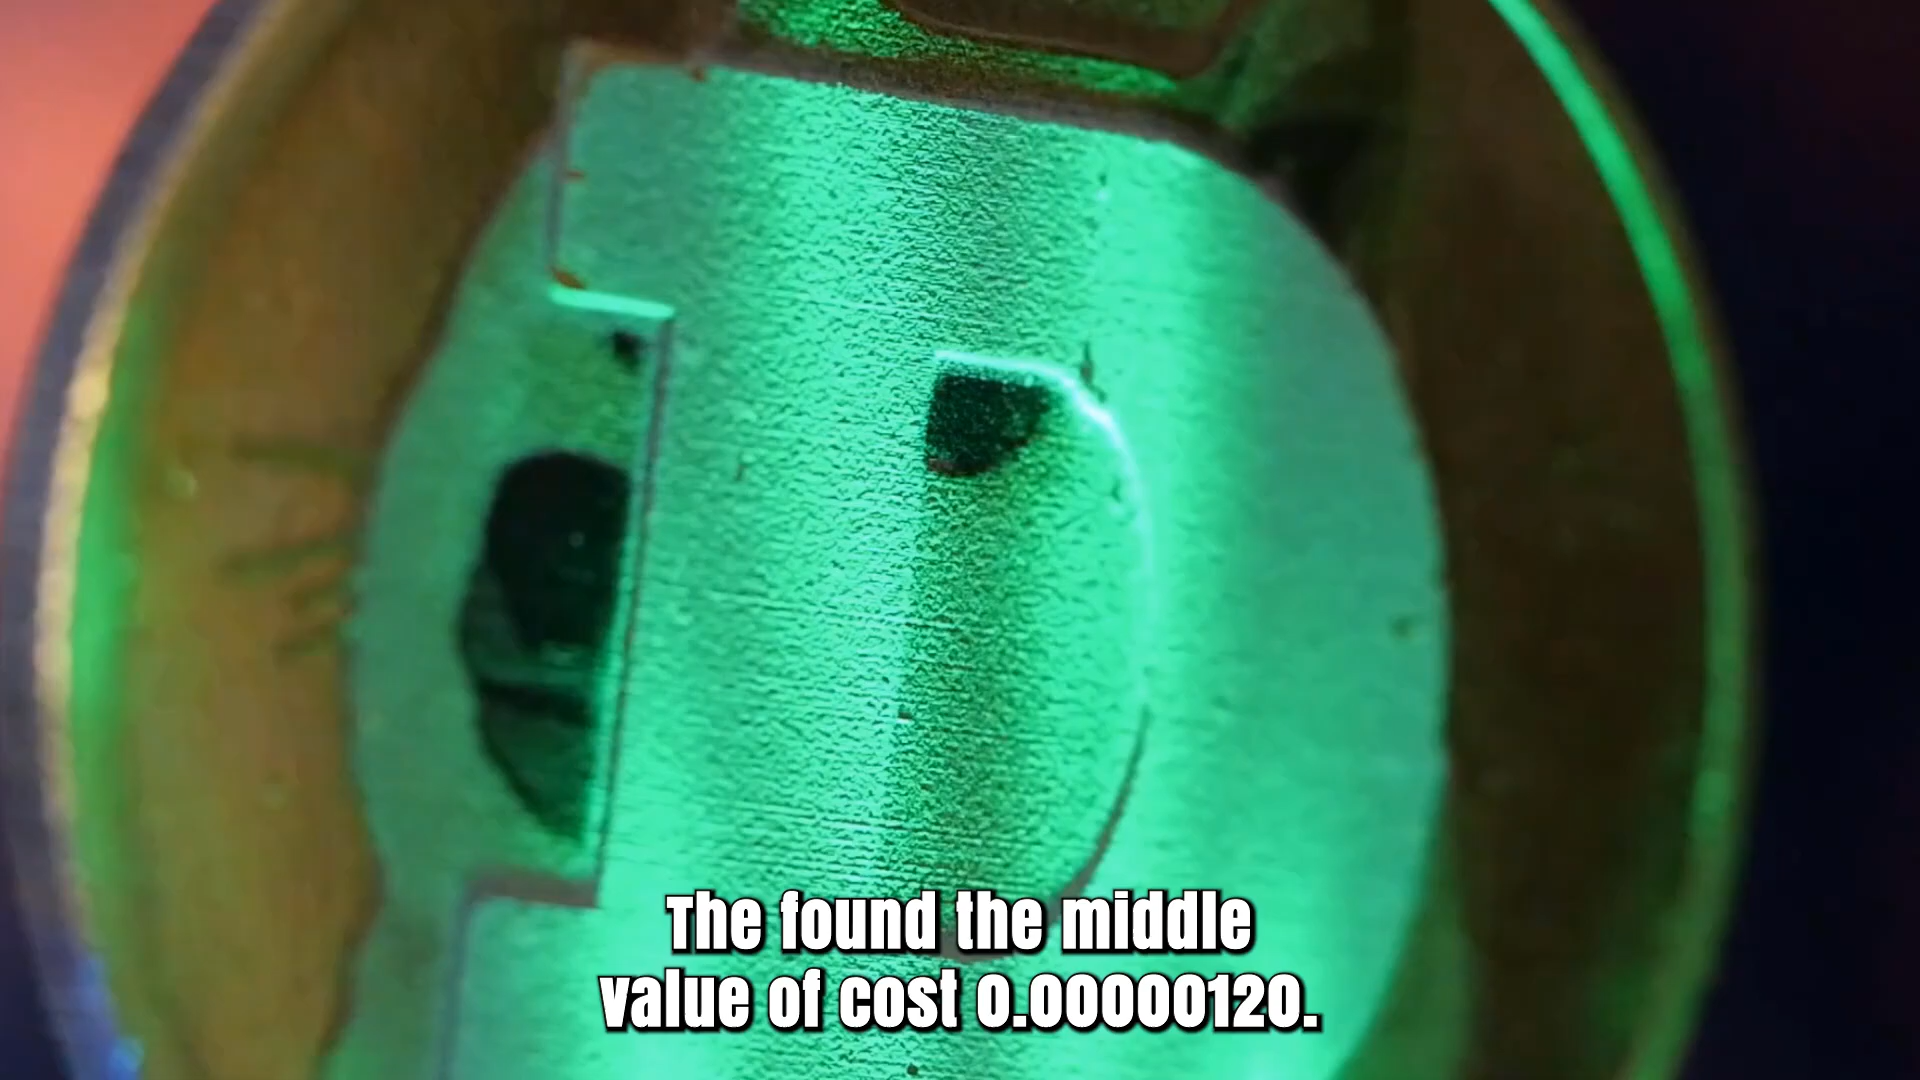 The found the middle
value of cost 0.00000120.